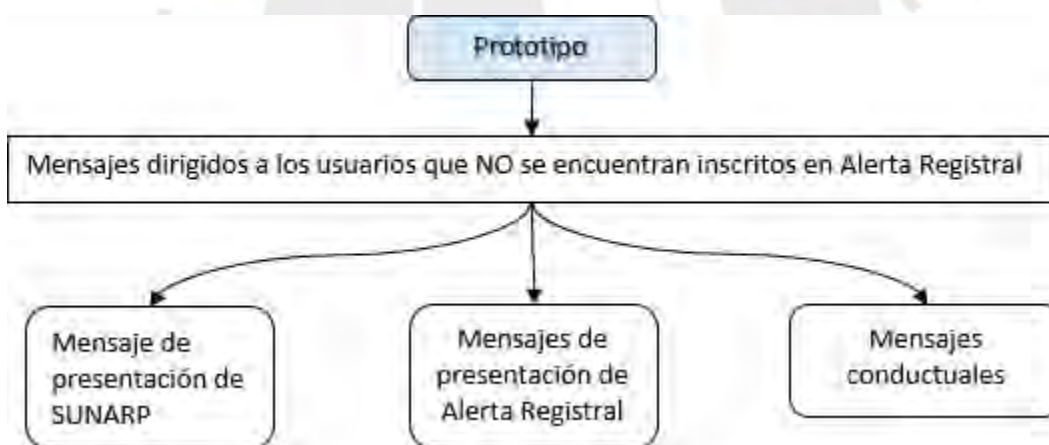 Prototipo
Mensajes dirigidos a los usuarios que NO se encuentran inscritos en Alerta Registral
Mensaje de
presentación de
SUNARP
Mensajes de
presentación de
Alerta Registral
Mensajes
conductuales